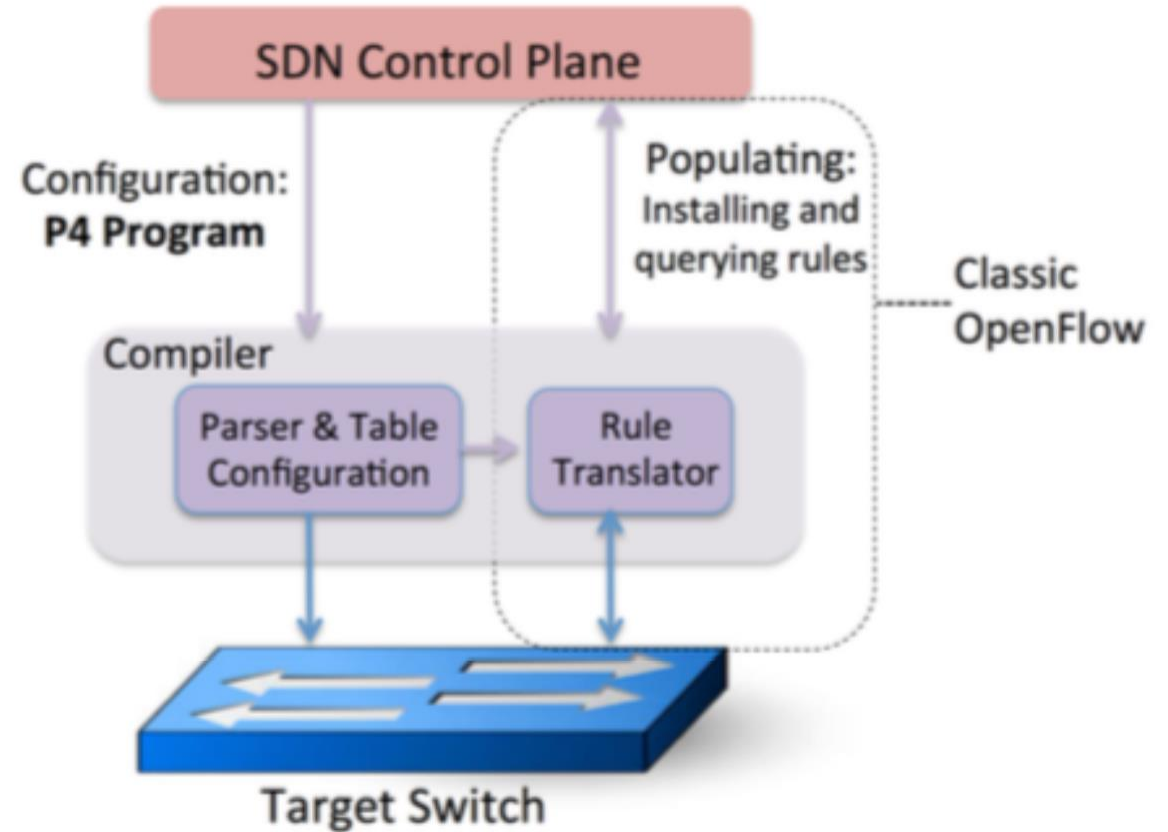 SDN Control Plane
Configuration:
P4 Program
Populating:
Installing and
querying rules
Classic
OpenFlow
Compiler
Parser & Table
Configuration
Rule
Translator
Target Switch